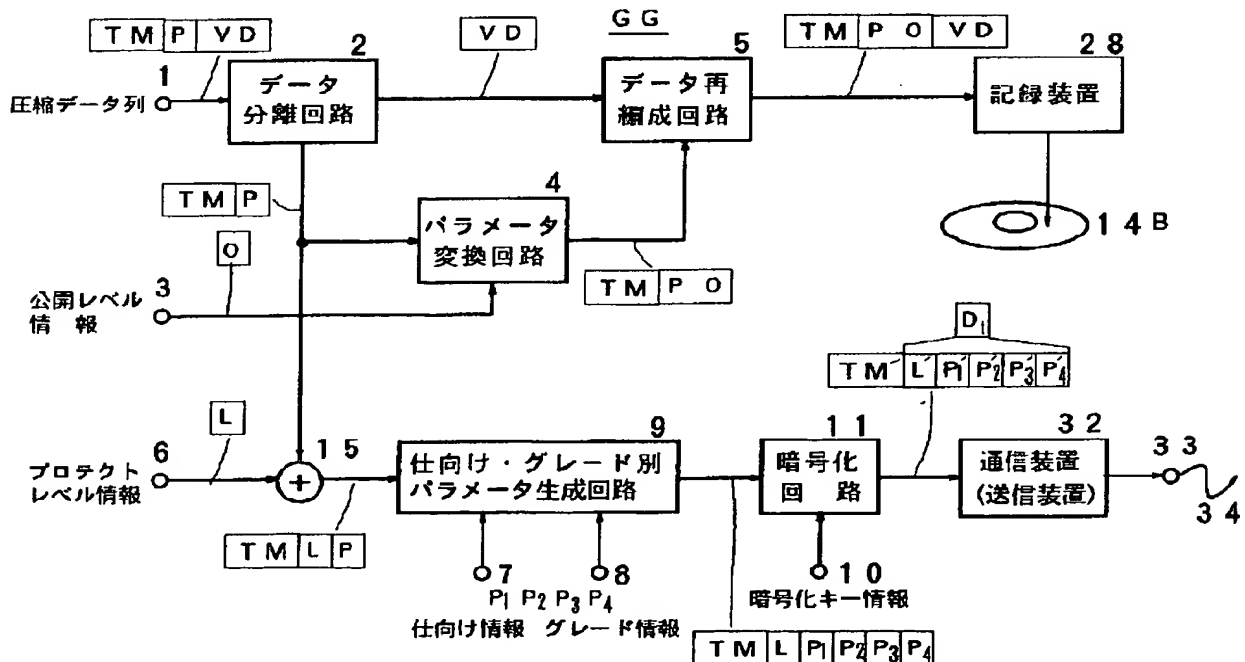 GG
TM P VD
1
圧縮データ列
2
データ
分離回路
VD
5
データ再
編成回路
TM P O VD
28
記録装置
14B
TM P
4
パラメータ
変換回路
TM P O
O
3
公開レベル
情 報
L
6
プロテクト
レベル情報
+
15
TM L P
9
仕向け・グレード別
パラメータ生成回路
7
8
P₁ P₂ P₃ P₄
仕向け情報 グレード情報
TM L P₁ P₂ P₃ P₄
11
暗号化
回 路
10
暗号化キー情報
D₁
TM′ L′ P₁′ P₂′ P₃′ P₄′
32
通信装置
(送信装置)
33
34